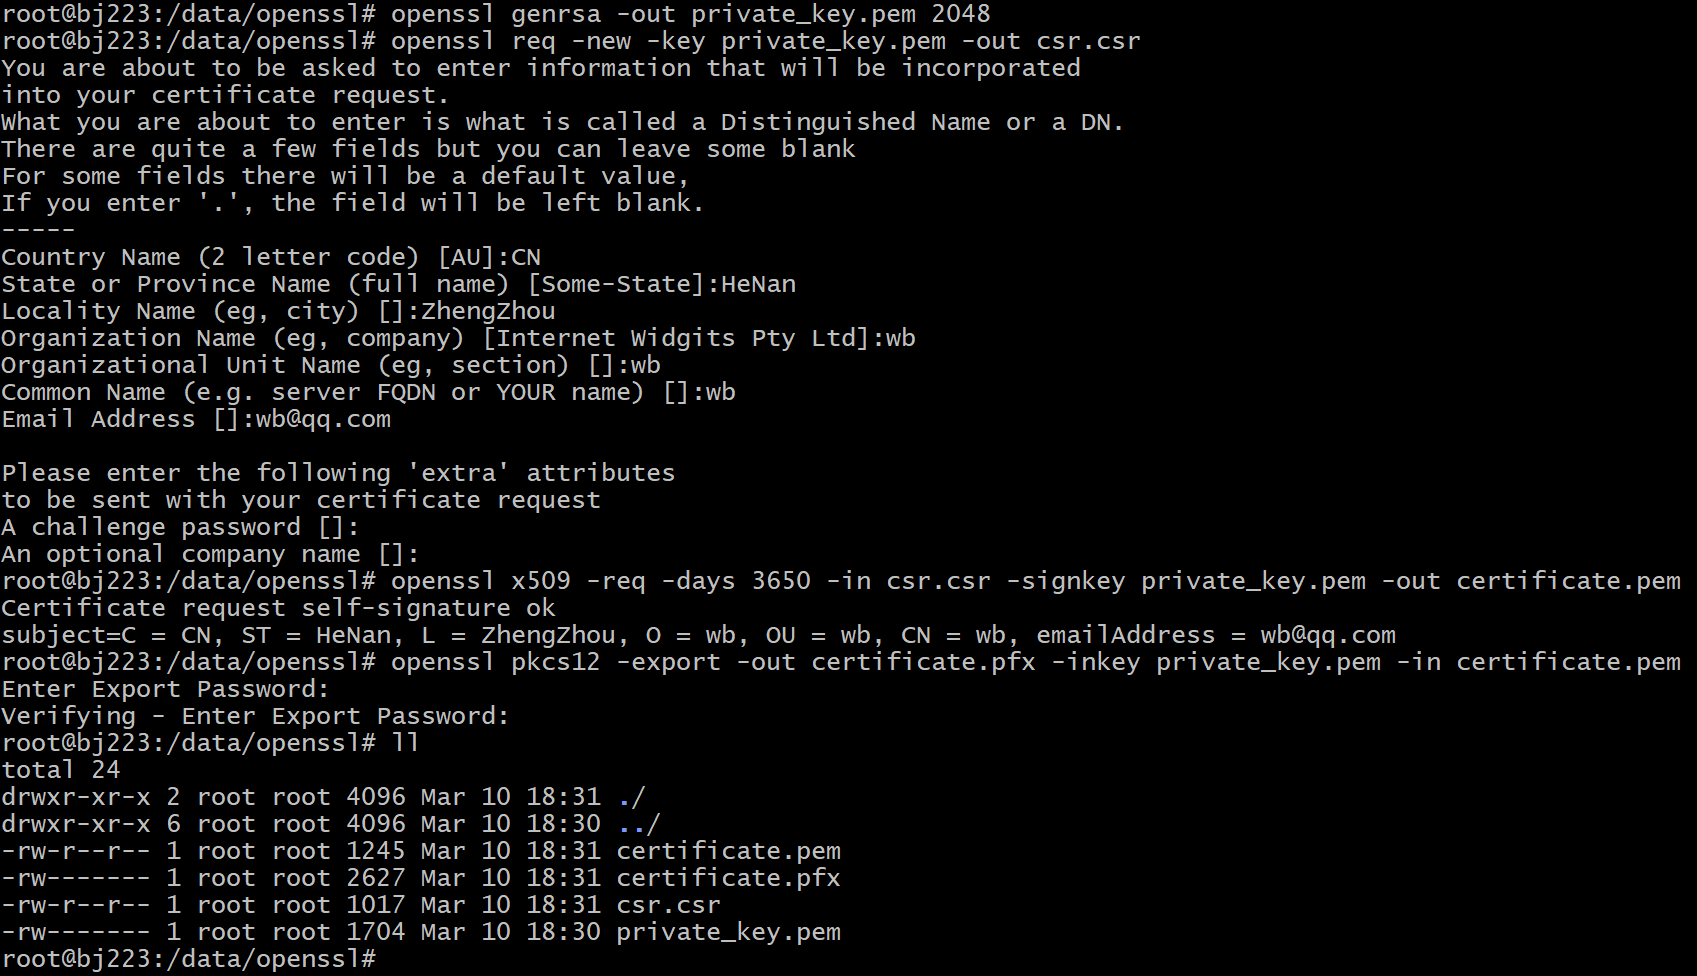 root@bj223:/data/openssl# openssl genrsa -out private_key.pem 2048
root@bj223:/data/openssl# openssl req -new -key private_key.pem -out csr.csr
You are about to be asked to enter information that will be incorporated
into your certificate request.
What you are about to enter is what is called a Distinguished Name or a DN.
There are quite a few fields but you can leave some blank
For some fields there will be a default value,
If you enter '.', the field will be left blank.
-----
Country Name (2 letter code) [AU]:CN
State or Province Name (full name) [Some-State]:HeNan
Locality Name (eg, city) []:ZhengZhou
Organization Name (eg, company) [Internet Widgits Pty Ltd]:wb
Organizational Unit Name (eg, section) []:wb
Common Name (e.g. server FQDN or YOUR name) []:wb
Email Address []:wb@qq.com

Please enter the following 'extra' attributes
to be sent with your certificate request
A challenge password []:
An optional company name []:
root@bj223:/data/openssl# openssl x509 -req -days 3650 -in csr.csr -signkey private_key.pem -out certificate.pem
Certificate request self-signature ok
subject=C = CN, ST = HeNan, L = ZhengZhou, O = wb, OU = wb, CN = wb, emailAddress = wb@qq.com
root@bj223:/data/openssl# openssl pkcs12 -export -out certificate.pfx -inkey private_key.pem -in certificate.pem
Enter Export Password:
Verifying - Enter Export Password:
root@bj223:/data/openssl# ll
total 24
drwxr-xr-x 2 root root 4096 Mar 10 18:31 ./
drwxr-xr-x 6 root root 4096 Mar 10 18:30 ../
-rw-r--r-- 1 root root 1245 Mar 10 18:31 certificate.pem
-rw------- 1 root root 2627 Mar 10 18:31 certificate.pfx
-rw-r--r-- 1 root root 1017 Mar 10 18:31 csr.csr
-rw------- 1 root root 1704 Mar 10 18:30 private_key.pem
root@bj223:/data/openssl#